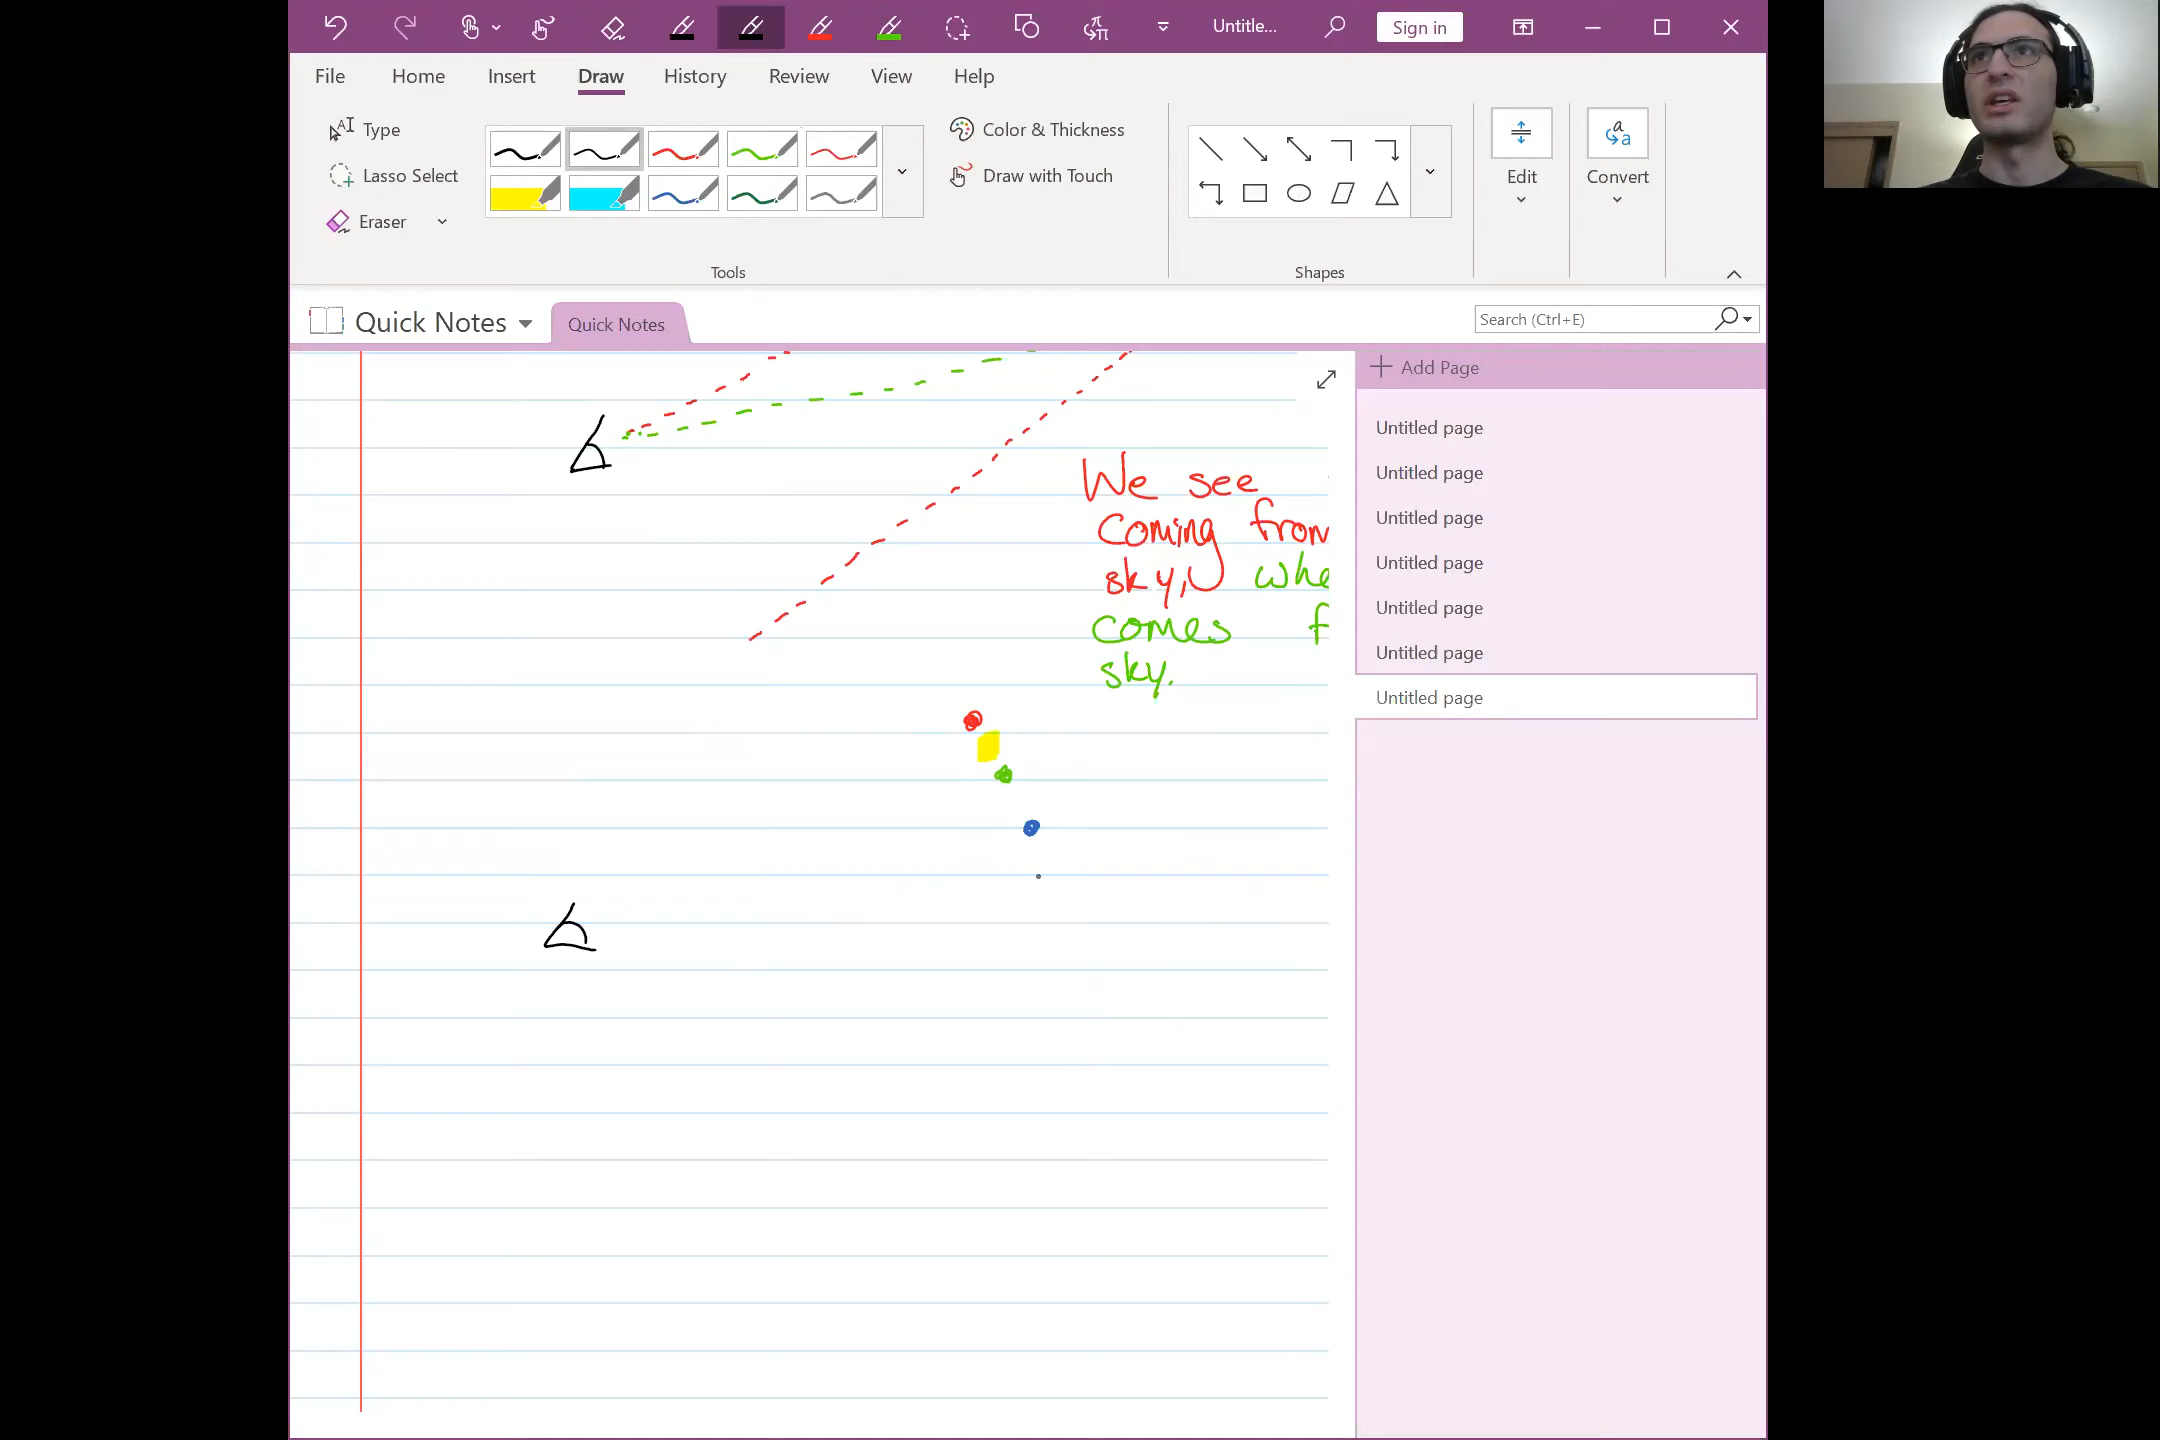 Untitle...
Sign in
File Home Insert Draw History Review View Help
Type
Lasso Select
Eraser
Color & Thickness
Draw with Touch
Edit
Convert
Tools
Shapes
Quick Notes
Quick Notes
Search (Ctrl+E)
We see
coming from
sky,
whe
comes f
sky.
Add Page
Untitled page
Untitled page
Untitled page
Untitled page
Untitled page
Untitled page
Untitled page